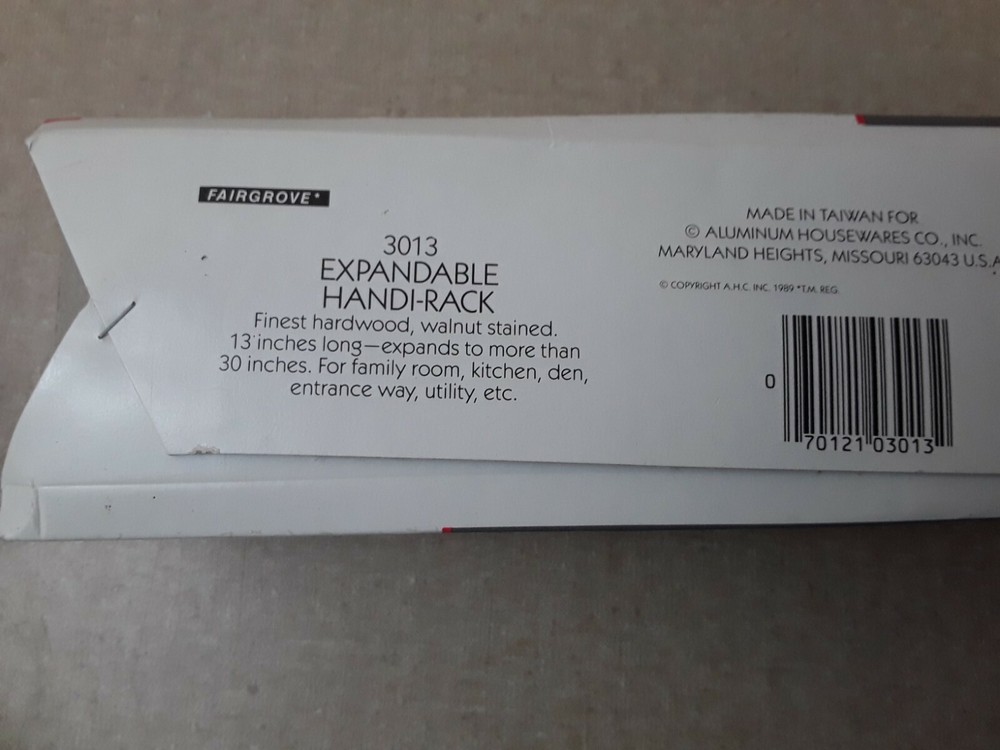 FAIRGROVE*
3013
EXPANDABLE
HANDI-RACK
Finest hardwood, walnut stained.
13 inches long—expands to more than
30 inches. For family room, kitchen, den,
entrance way, utility, etc.
MADE IN TAIWAN FOR
© ALUMINUM HOUSEWARES CO., INC.
MARYLAND HEIGHTS, MISSOURI 63043 U.S.A
© COPYRIGHT A.H.C. INC. 1989 *T.M. REG.
0 70121 03013